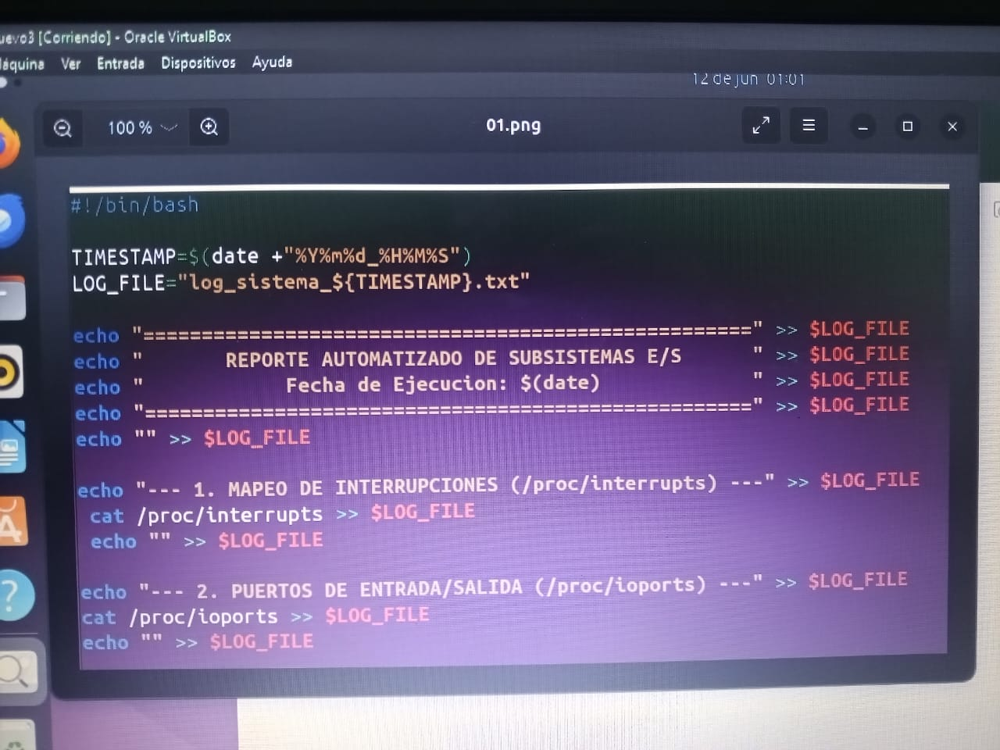 uevo3 [Corriendo] - Oracle VirtualBox
Máquina Ver Entrada Dispositivos Ayuda
12 de jun 01:01
100 % 01.png
#!/bin/bash
TIMESTAMP=$(date +"%Y%m%d_%H%M%S")
LOG_FILE="log_sistema_${TIMESTAMP}.txt"
echo "====================================================" >> $LOG_FILE
echo "       REPORTE AUTOMATIZADO DE SUBSISTEMAS E/S      " >> $LOG_FILE
echo "            Fecha de Ejecucion: $(date)             " >> $LOG_FILE
echo "====================================================" >> $LOG_FILE
echo "" >> $LOG_FILE
echo "--- 1. MAPEO DE INTERRUPCIONES (/proc/interrupts) ---" >> $LOG_FILE
cat /proc/interrupts >> $LOG_FILE
echo "" >> $LOG_FILE
echo "--- 2. PUERTOS DE ENTRADA/SALIDA (/proc/ioports) ---" >> $LOG_FILE
cat /proc/ioports >> $LOG_FILE
echo "" >> $LOG_FILE